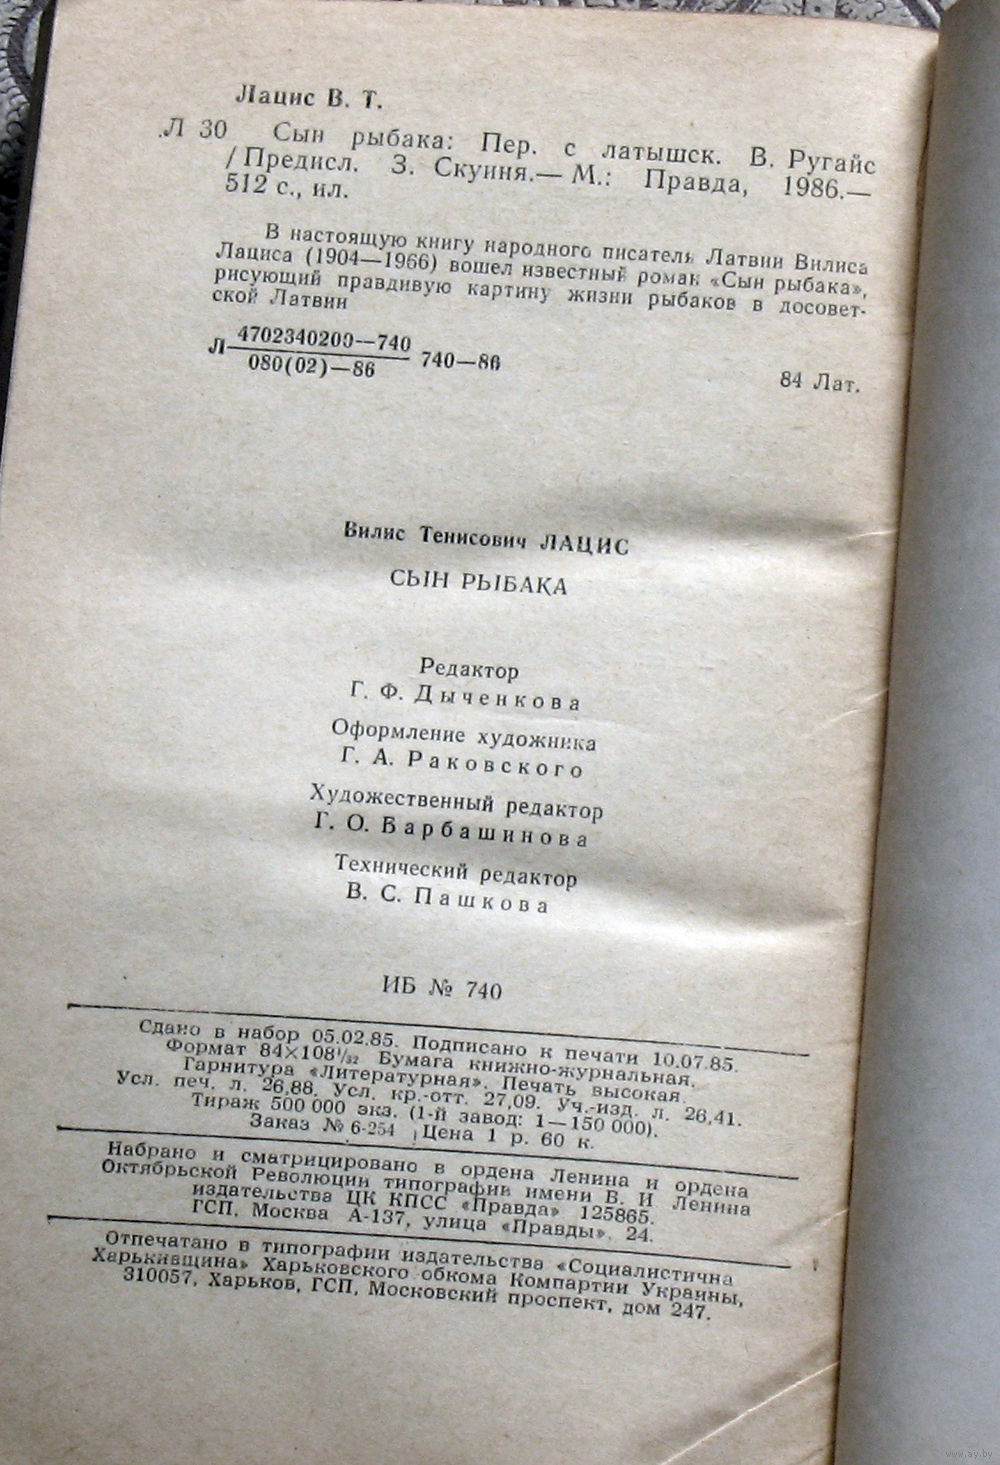 Лацис В. Т.
Л 30 Сын рыбака: Пер. с латышск. В. Ругайс
/ Предисл. З. Скуиня.— М.: Правда, 1986.—
512 с., ил.
В настоящую книгу народного писателя Латвии Вилиса
Лациса (1904—1966) вошел известный роман «Сын рыбака»,
рисующий правдивую картину жизни рыбаков в досовет-
ской Латвии
4702340200—740
Л 740—86
080(02)—86
84 Лат.
Вилис Тенисович ЛАЦИС
СЫН РЫБАКА
Редактор
Г. Ф. Дыченкова
Оформление художника
Г. А. Раковского
Художественный редактор
Г. О. Барбашинова
Технический редактор
В. С. Пашкова
ИБ № 740
Сдано в набор 05.02.85. Подписано к печати 10.07.85.
Формат 84×108¹/₃₂ Бумага книжно-журнальная.
Гарнитура «Литературная». Печать высокая.
Усл. печ. л. 26,88. Усл. кр.-отт. 27,09. Уч.-изд. л. 26,41.
Тираж 500 000 экз. (1-й завод: 1—150 000).
Заказ № 6-254 Цена 1 р. 60 к.
Набрано и сматрицировано в ордена Ленина и ордена
Октябрьской Революции типографии имени В. И Ленина
издательства ЦК КПСС «Правда» 125865.
ГСП, Москва А-137, улица «Правды». 24.
Отпечатано в типографии издательства «Социалистична
Харькивщина» Харьковского обкома Компартии Украины,
310057, Харьков, ГСП, Московский проспект, дом 247.
www.ay.by